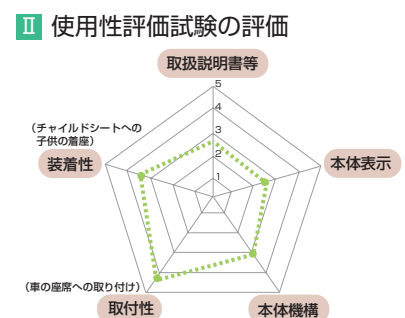 Ⅱ 使用性評価試験の評価
取扱説明書等
5
4
3
2
1
(チャイルドシートへの
子供の着座)
装着性
本体表示
(車の座席への取り付け)
取付性
本体機構